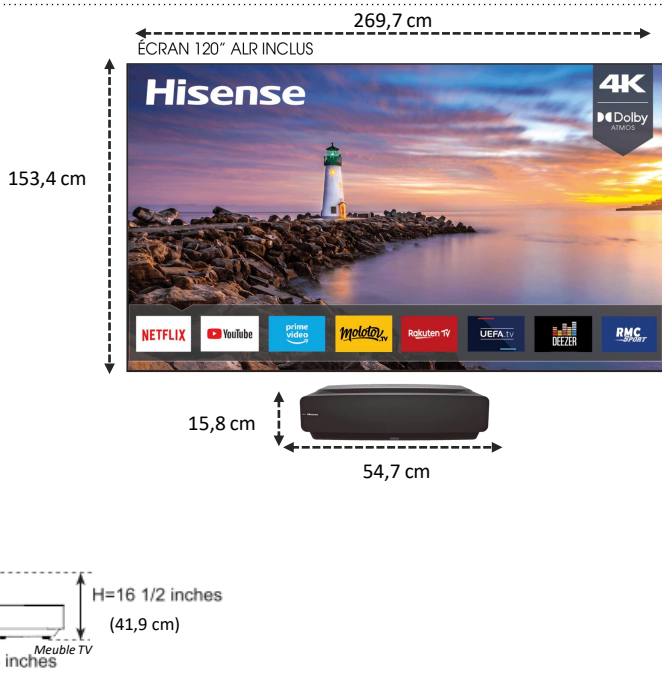 269,7 cm
ÉCRAN 120" ALR INCLUS
Hisense
4K
Dolby
ATMOS
153,4 cm
NETFLIX
YouTube
prime
video
molotov.tv
Rakuten TV
UEFA.tv
DEEZER
RMC
SPORT
15,8 cm
Hisense
54,7 cm
H=16 1/2 inches
(41,9 cm)
Meuble TV
inches